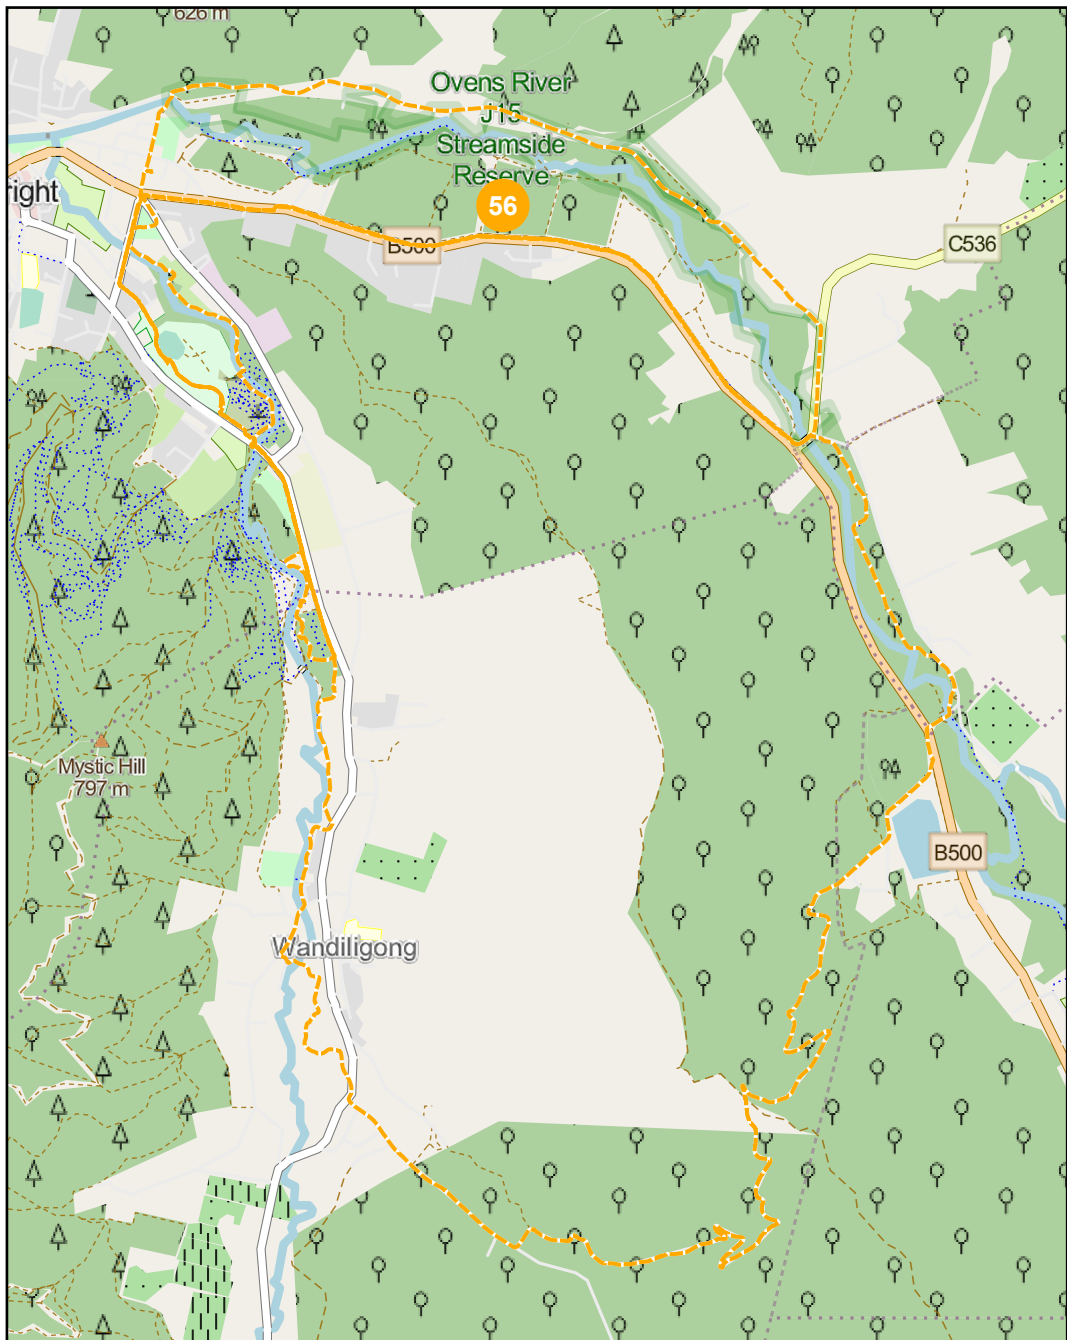 626 m
Ovens River
J15
Streamside
Reserve
right
56
B500
C536
Mystic Hill
797 m
B500
Wandiligong